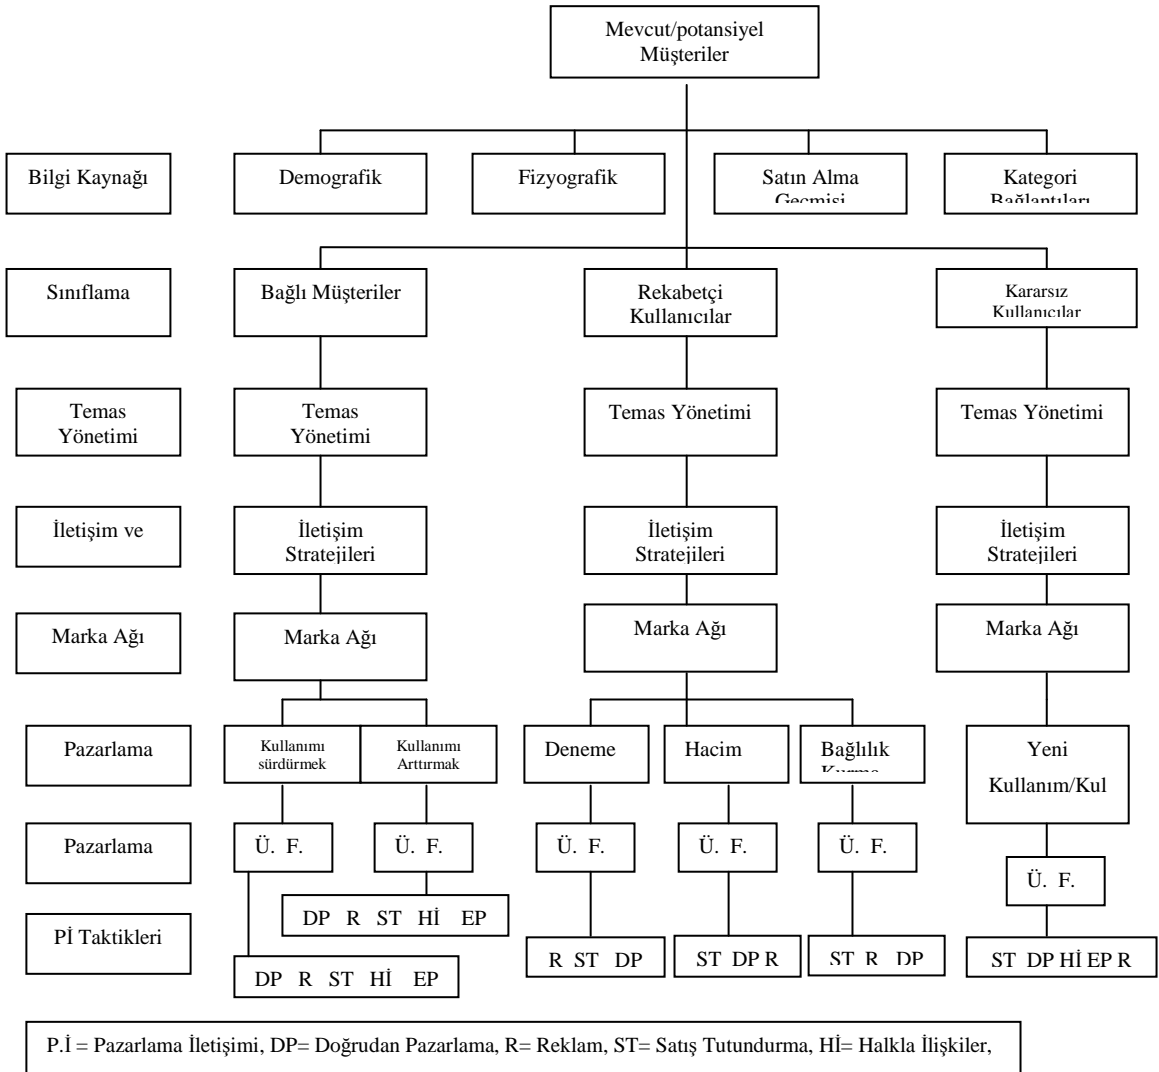 Mevcut/potansiyel
Müşteriler
Bilgi Kaynağı
Demografik
Fizyografik
Satın Alma
Geçmişi
Kategori
Bağlantıları
Sınıflama
Bağlı Müşteriler
Rekabetçi
Kullanıcılar
Kararsız
Kullanıcılar
Temas
Yönetimi
Temas
Yönetimi
Temas Yönetimi
Temas Yönetimi
İletişim ve
İletişim
Stratejileri
İletişim
Stratejileri
İletişim
Stratejileri
Marka Ağı
Marka Ağı
Marka Ağı
Marka Ağı
Pazarlama
Kullanımı
sürdürmek
Kullanımı
Arttırmak
Deneme
Hacim
Bağlılık
Kurma
Yeni
Kullanım/Kul
Pazarlama
Ü. F.
Ü. F.
Ü. F.
Ü. F.
Ü. F.
Ü. F.
PİTaktikleri
DP R ST Hİ EP
DP R ST Hİ EP
R ST DP
ST DP R
ST R DP
ST DP Hİ EP R
P.İ = Pazarlama İletişimi, DP= Doğrudan Pazarlama, R= Reklam, ST= Satış Tutundurma, Hİ= Halkla İlişkiler,